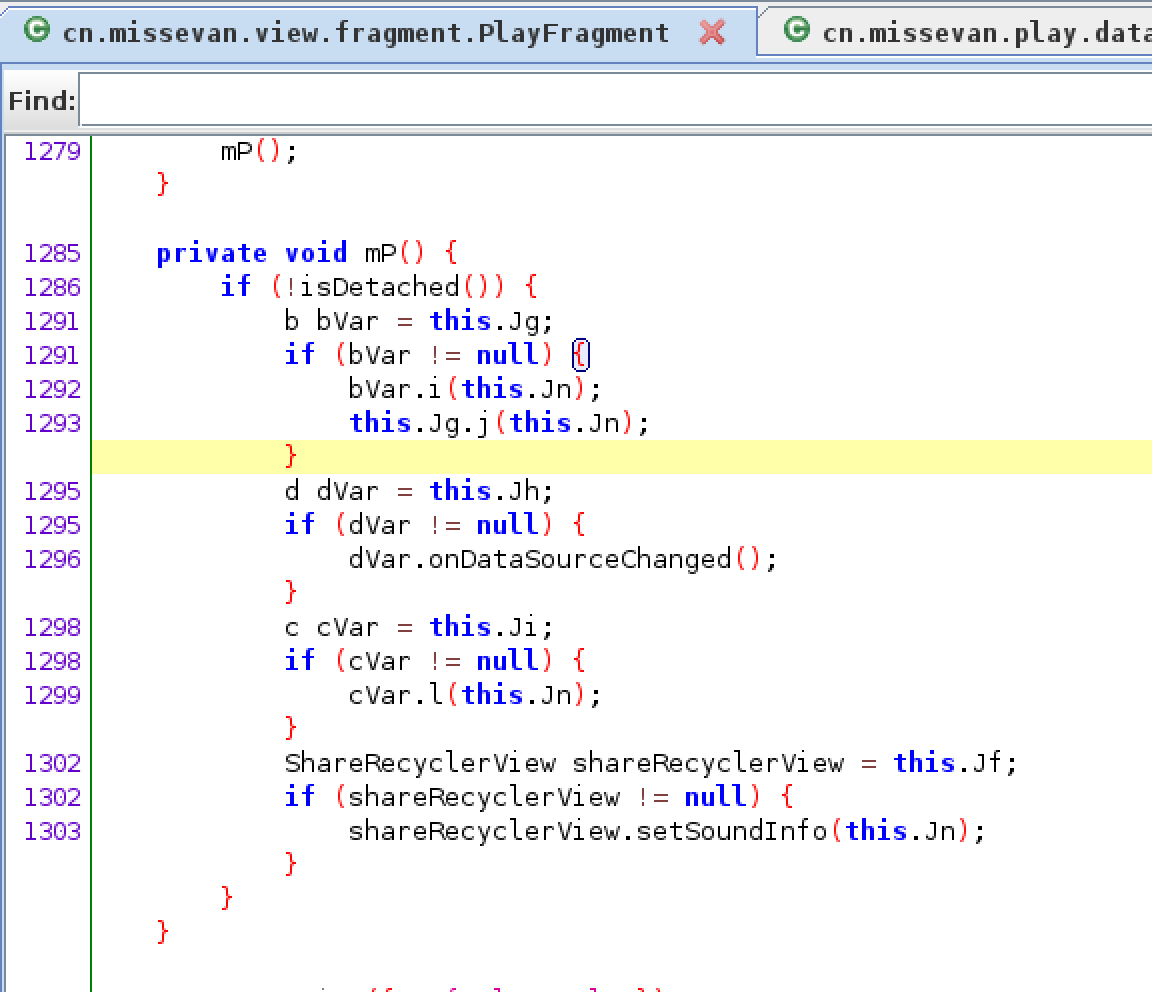 cn.missevan.view.fragment.PlayFragment cn.missevan.play.data
Find:
1279 mP();
}
1285 private void mP() {
1286 if (!isDetached()) {
1291 b bVar = this.Jg;
1291 if (bVar != null) {
1292 bVar.i(this.Jn);
1293 this.Jg.j(this.Jn);
}
1295 d dVar = this.Jh;
1295 if (dVar != null) {
1296 dVar.onDataSourceChanged();
}
1298 c cVar = this.Ji;
1298 if (cVar != null) {
1299 cVar.l(this.Jn);
}
1302 ShareRecyclerView shareRecyclerView = this.Jf;
1302 if (shareRecyclerView != null) {
1303 shareRecyclerView.setSoundInfo(this.Jn);
}
}
}